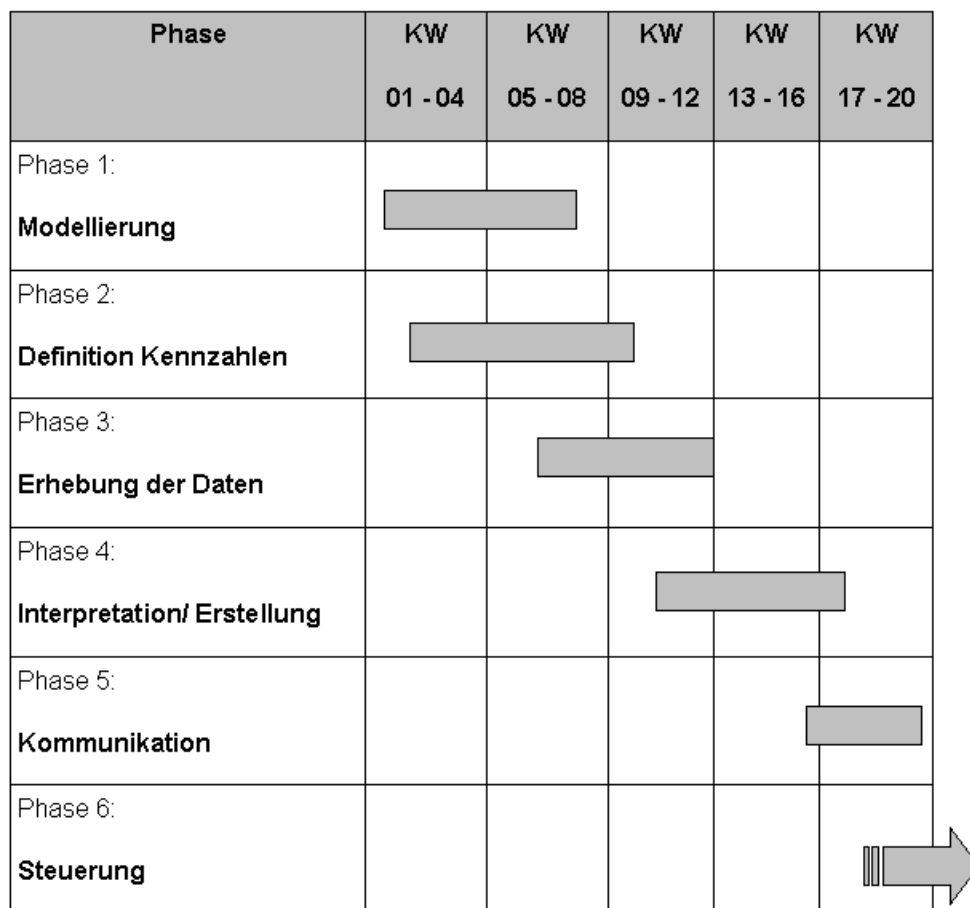 Phase KW KW KW KW KW
01 - 04 05 - 08 09 - 12 13 - 16 17 - 20
Phase 1:
Modellierung
Phase 2:
Definition Kennzahlen
Phase 3:
Erhebung der Daten
Phase 4:
Interpretation/ Erstellung
Phase 5:
Kommunikation
Phase 6:
Steuerung